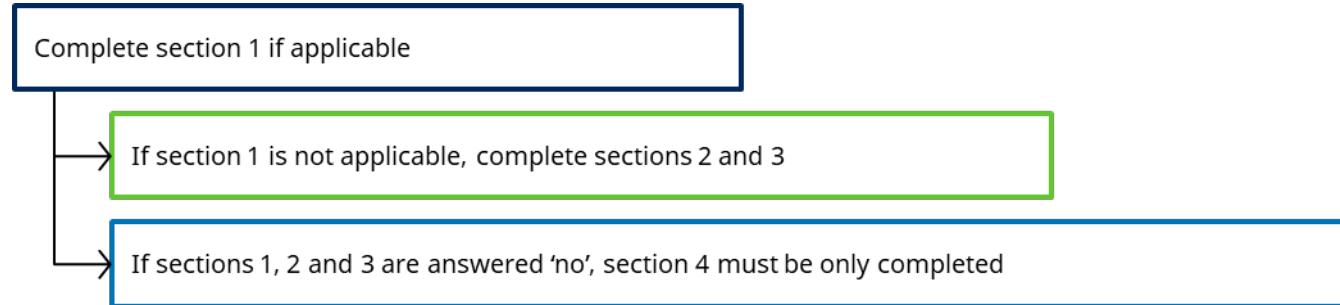 Complete section 1 if applicable
If section 1 is not applicable, complete sections 2 and 3
If sections 1, 2 and 3 are answered ‘no’, section 4 must be only completed